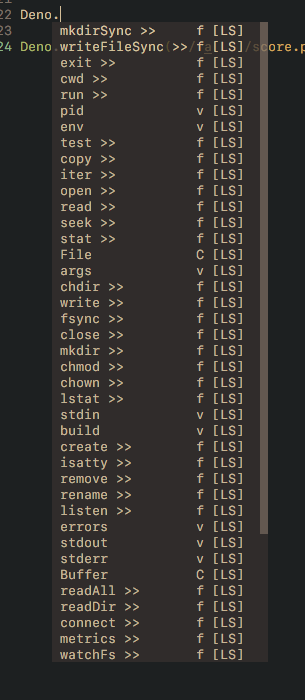 22 Deno.
23 mkdirSync >> f [LS]
24 Deno.writeFileSync(>>/fa[LS]/score.p
exit >> f [LS]
cwd >> f [LS]
run >> f [LS]
pid v [LS]
env v [LS]
test >> f [LS]
copy >> f [LS]
iter >> f [LS]
open >> f [LS]
read >> f [LS]
seek >> f [LS]
stat >> f [LS]
File C [LS]
args v [LS]
chdir >> f [LS]
write >> f [LS]
fsync >> f [LS]
close >> f [LS]
mkdir >> f [LS]
chmod >> f [LS]
chown >> f [LS]
lstat >> f [LS]
stdin v [LS]
build v [LS]
create >> f [LS]
isatty >> f [LS]
remove >> f [LS]
rename >> f [LS]
listen >> f [LS]
errors v [LS]
stdout v [LS]
stderr v [LS]
Buffer C [LS]
readAll >> f [LS]
readDir >> f [LS]
connect >> f [LS]
metrics >> f [LS]
watchFs >> f [LS]